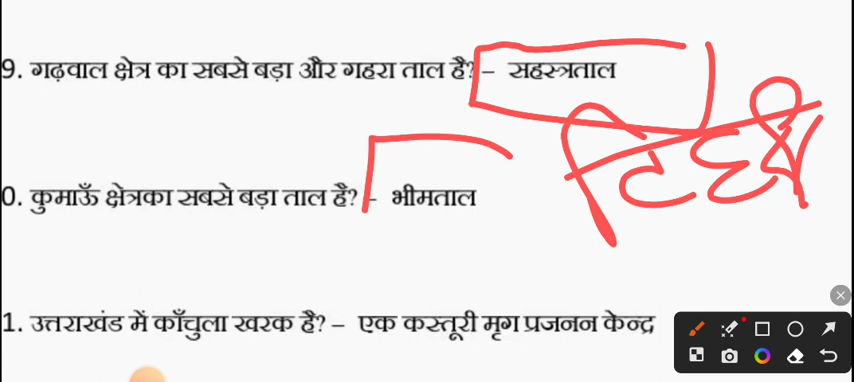 9. गढ़वाल क्षेत्र का सबसे बड़ा और गहरा ताल है? – सहस्त्रताल
टिहरी
0. कुमाऊँ क्षेत्रका सबसे बड़ा ताल है? - भीमताल
1. उत्तराखंड में काँचुला खरक है? – एक कस्तूरी मृग प्रजनन केन्द्र